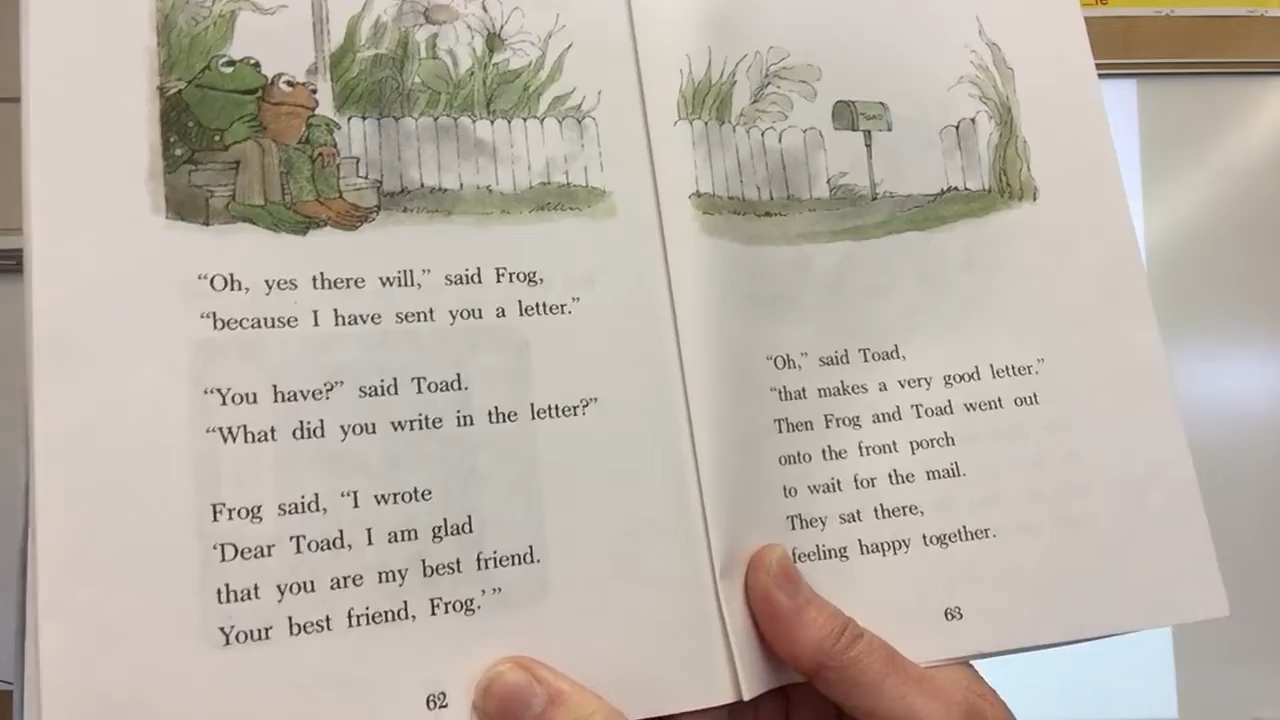 “Oh, yes there will,” said Frog,
“because I have sent you a letter.”
“You have?” said Toad.
“What did you write in the letter?”
Frog said, “I wrote
‘Dear Toad, I am glad
that you are my best friend.
Your best friend, Frog.’ ”
62
TOAD
“Oh,” said Toad,
“that makes a very good letter.”
Then Frog and Toad went out
onto the front porch
to wait for the mail.
They sat there,
feeling happy together.
63